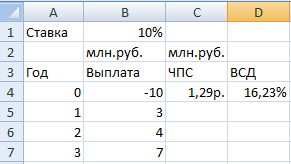 A B C D
1 Ставка 10%
2 млн.руб. млн.руб.
3 Год Выплата ЧПС ВСД
4 0 -10 1,29р. 16,23%
5 1 3
6 2 4
7 3 7